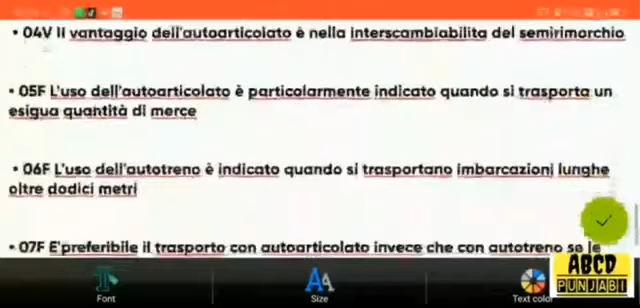 • 04V Il vantaggio dell'autoarticolato è nella interscambiabilita del semirimorchio
• 05F L'uso dell'autoarticolato è particolarmente indicato quando si trasporta un
esigua quantità di merce
• 06F L'uso dell'autotreno è indicato quando si trasportano imbarcazioni lunghe
oltre dodici metri
• 07F E'preferibile il trasporto con autoarticolato invece che con autotreno se le
Font
Size
Text color
ABCD
PUNJABI